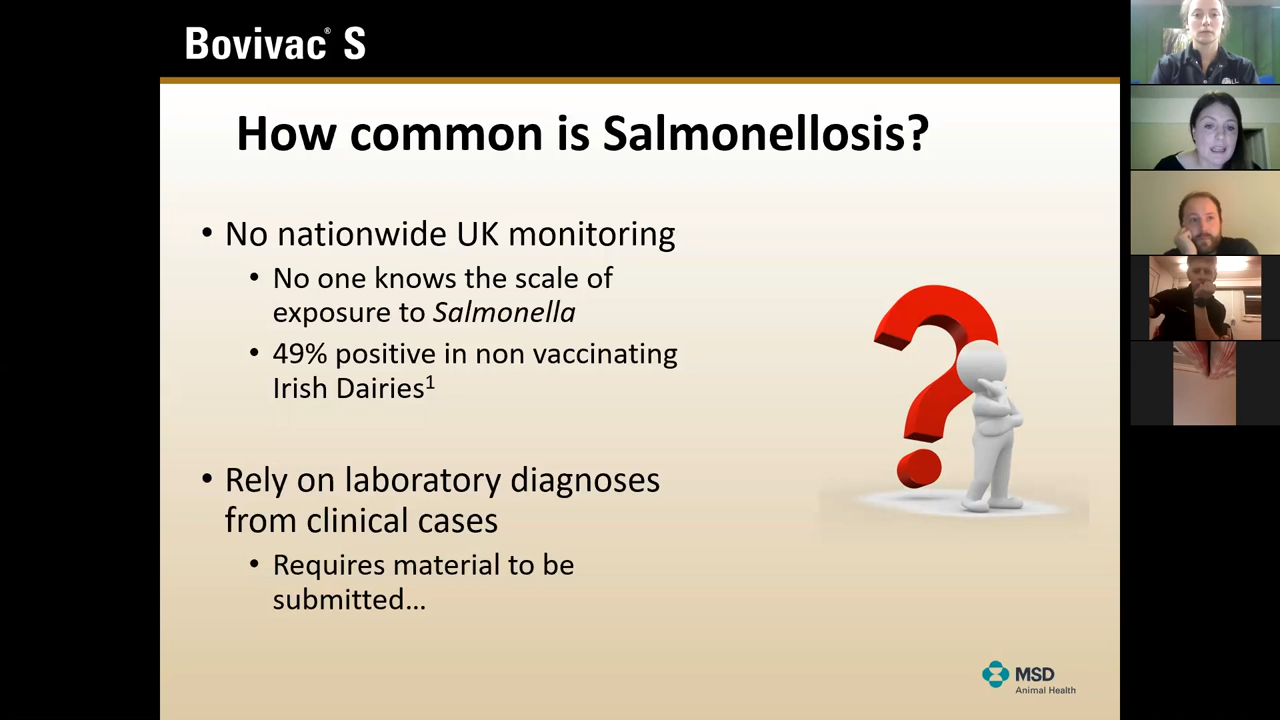 Bovivac® S
How common is Salmonellosis?
• No nationwide UK monitoring
• No one knows the scale of
exposure to Salmonella
• 49% positive in non vaccinating
Irish Dairies¹
• Rely on laboratory diagnoses
from clinical cases
• Requires material to be
submitted…
MSD
Animal Health